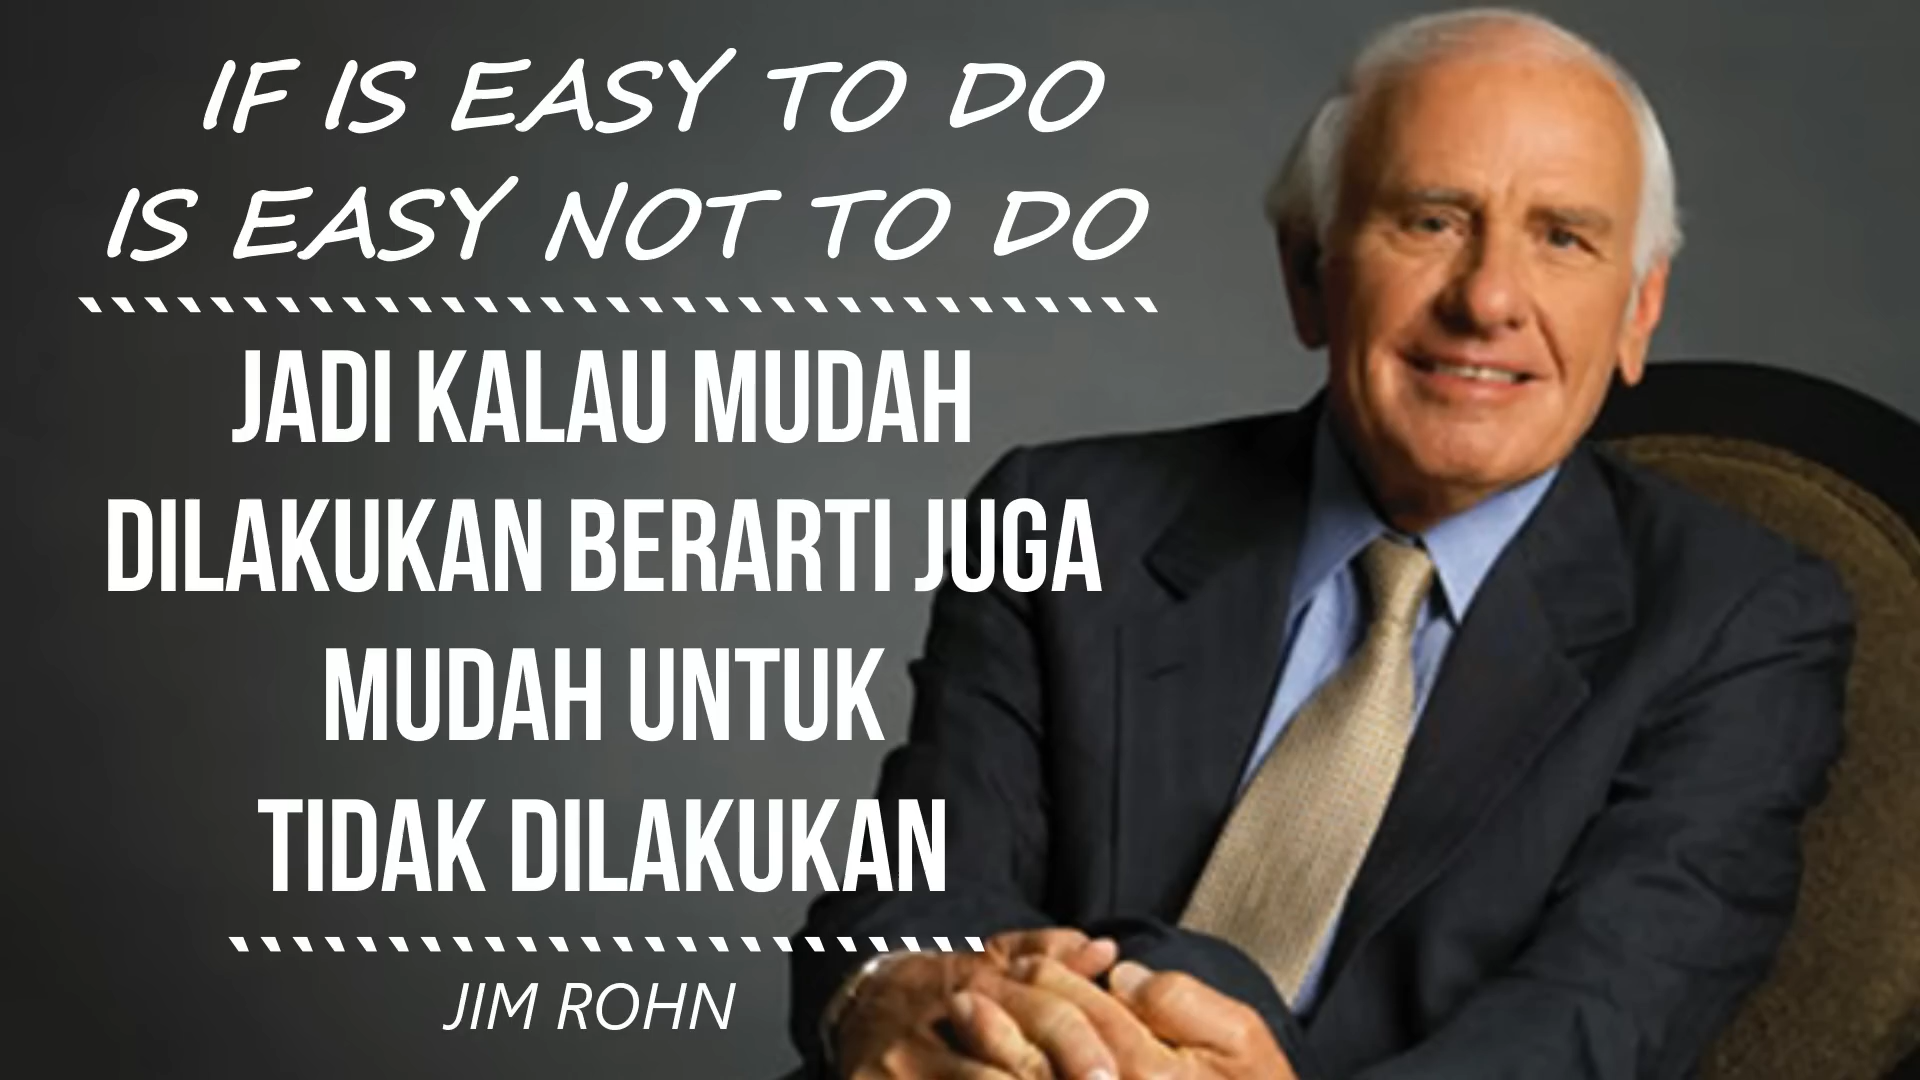 IF IS EASY TO DO
IS EASY NOT TO DO
JADI KALAU MUDAH
DILAKUKAN BERARTI JUGA
MUDAH UNTUK
TIDAK DILAKUKAN
JIM ROHN